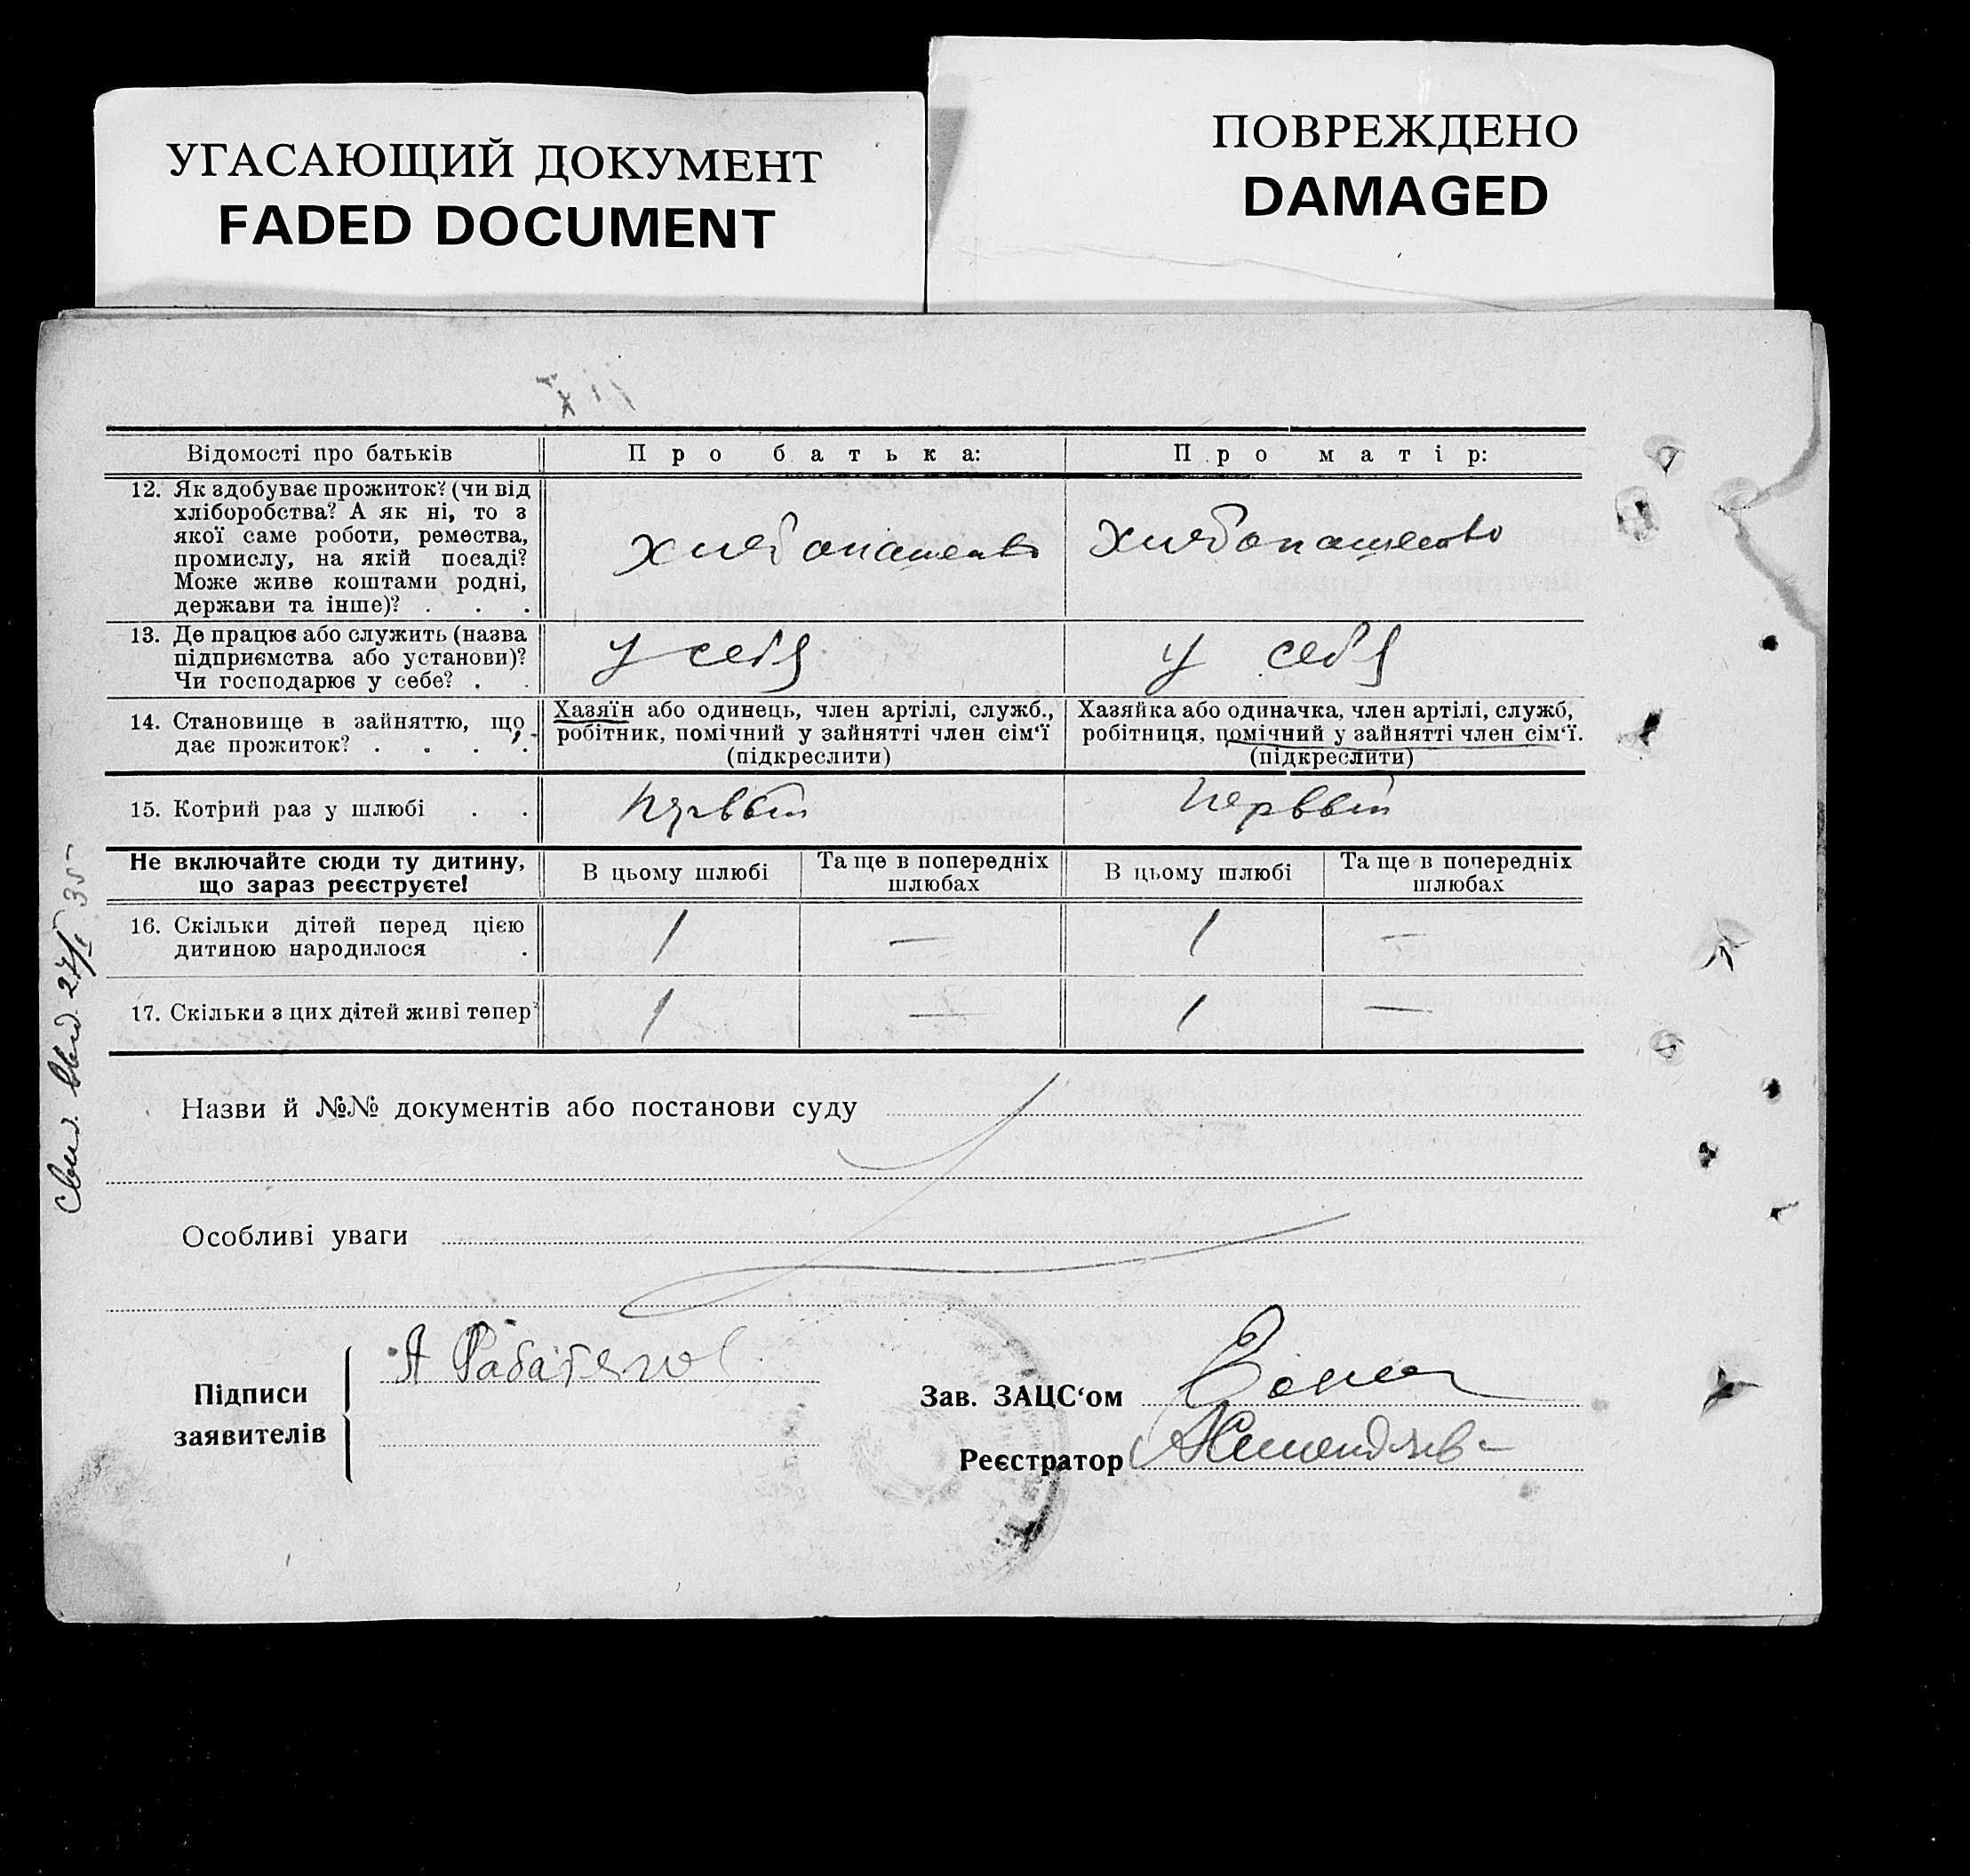 УГАСАЮЩИЙ ДОКУМЕНТ
FADED DOCUMENT
ПОВРЕЖДЕНО
DAMAGED
Відомості про батьків
Про батька:
Про матір:
12. Як здобуває прожиток? (чи від
хліборобства? А як ні, то з
якої саме роботи, ремества,
промислу, на якій посаді?
Може живе коштами родні,
держави та інше)? . . .
хлебопашество
хлебопашество
13. Де працює або служить (назва
підприємства або установи)?
Чи господарює у себе? . .
у себя
у себя
14. Становище в зайняттю, що
дає прожиток? . . . .
Хазяїн або одинець, член артілі, служб.,
робітник, помічний у зайнятті член сім'ї
(підкреслити)
Хазяйка або одиначка, член артілі, служб,
робітниця, помічний у зайнятті член сім'ї.
(підкреслити)
15. Котрий раз у шлюбі . .
первый
первый
Не включайте сюди ту дитину,
що зараз реєструєте!
В цьому шлюбі
Та ще в попередніх
шлюбах
В цьому шлюбі
Та ще в попередніх
шлюбах
16. Скільки дітей перед цією
дитиною народилося .
1 — 1 —
17. Скільки з цих дітей живі тепер?
1 — 1 —
Назви й №№ документів або постанови суду
Особливі уваги
Підписи
заявителів
А
Зав. ЗАЦС'ом
Реєстратор
Свид. выд. 27/I 35